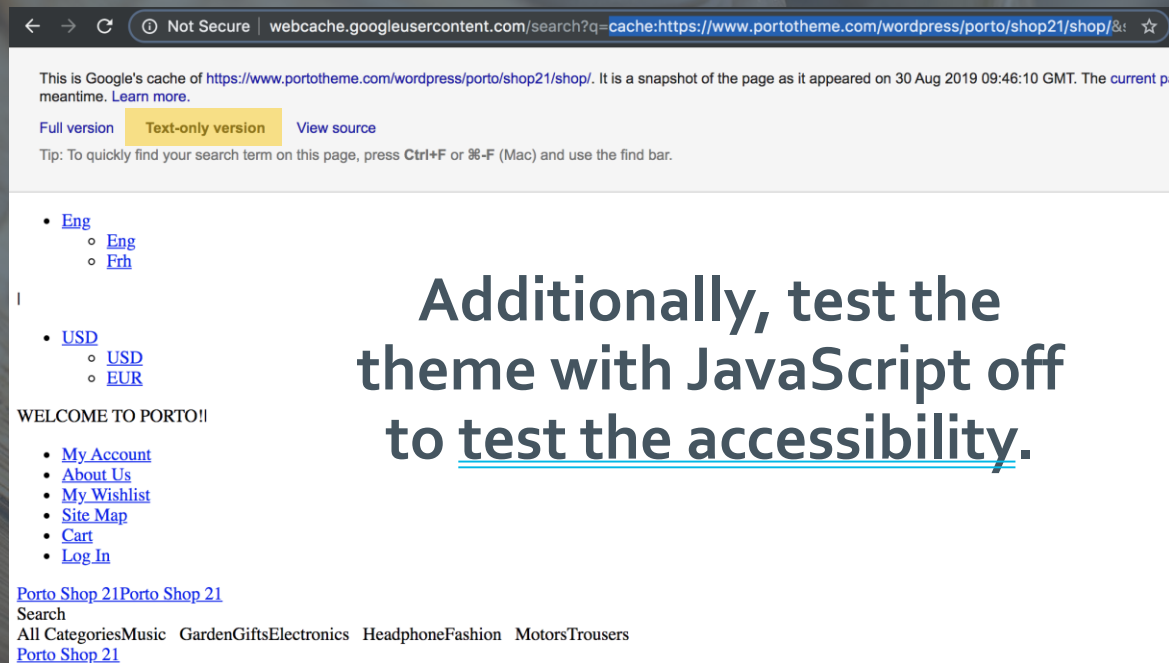 Not Secure | webcache.googleusercontent.com/search?q=cache:https://www.portotheme.com/wordpress/porto/shop21/shop/&
This is Google's cache of https://www.portotheme.com/wordpress/porto/shop21/shop/. It is a snapshot of the page as it appeared on 30 Aug 2019 09:46:10 GMT. The current
meantime. Learn more.
Full version Text-only version View source
Tip: To quickly find your search term on this page, press Ctrl+F or ⌘-F (Mac) and use the find bar.
• Eng
◦ Eng
◦ Frh
|
• USD
◦ USD
◦ EUR
WELCOME TO PORTO!|
• My Account
• About Us
• My Wishlist
• Site Map
• Cart
• Log In
Porto Shop 21Porto Shop 21
Search
All CategoriesMusic GardenGiftsElectronics HeadphoneFashion MotorsTrousers
Porto Shop 21
Additionally, test the
theme with JavaScript off
to test the accessibility.